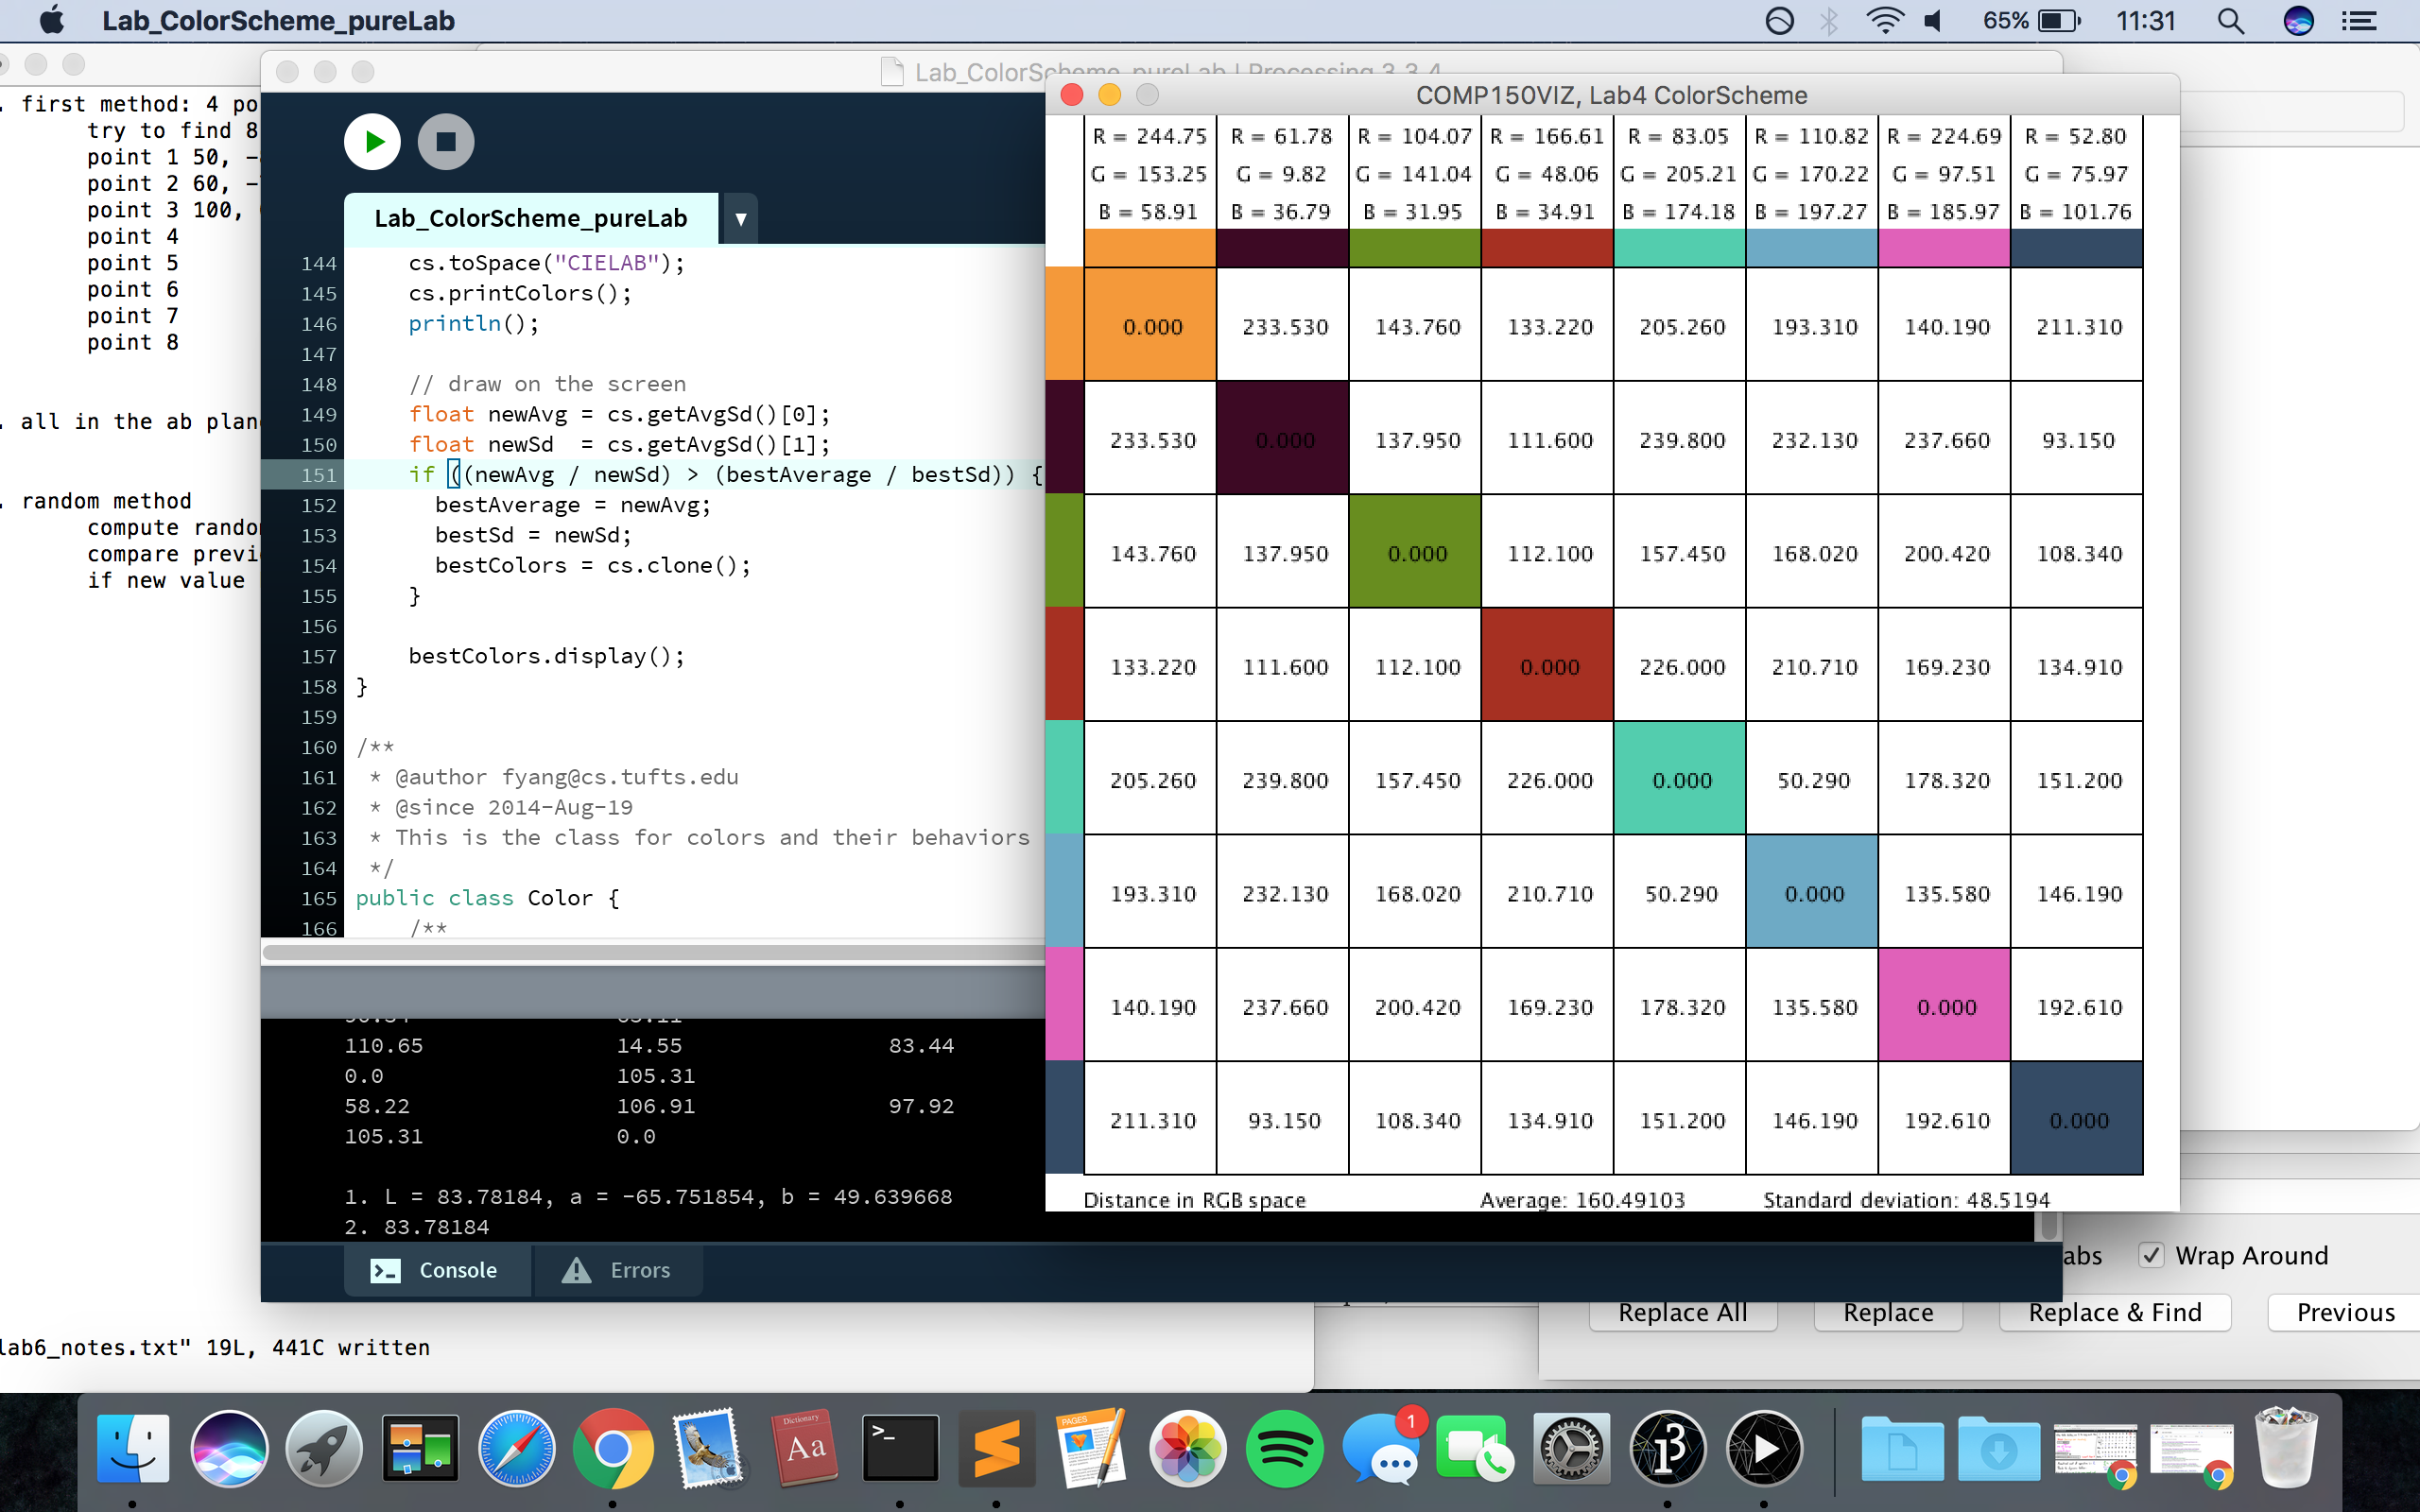 Lab_ColorScheme_pureLab
65%
11:31
. first method: 4 po
try to find 8
point 1 50, -
point 2 60, -
point 3 100,
point 4
point 5
point 6
point 7
point 8
. all in the ab plan
. random method
compute rando
compare previ
if new value
Lab_ColorScheme_pureLab | Processing 3.3.4
Lab_ColorScheme_pureLab
144 cs.toSpace("CIELAB");
145 cs.printColors();
146 println();
147
148 // draw on the screen
149 float newAvg = cs.getAvgSd()[0];
150 float newSd  = cs.getAvgSd()[1];
151 if ((newAvg / newSd) > (bestAverage / bestSd)) {
152 bestAverage = newAvg;
153 bestSd = newSd;
154 bestColors = cs.clone();
155 }
156
157 bestColors.display();
158 }
159
160 /**
161 * @author fyang@cs.tufts.edu
162 * @since 2014-Aug-19
163 * This is the class for colors and their behaviors
164 */
165 public class Color {
166 /**
110.65 14.55 83.44
0.0 105.31
58.22 106.91 97.92
105.31 0.0
1. L = 83.78184, a = -65.751854, b = 49.639668
2. 83.78184
Console
Errors
COMP150VIZ, Lab4 ColorScheme
R = 244.75 R = 61.78 R = 104.07 R = 166.61 R = 83.05 R = 110.82 R = 224.69 R = 52.80
G = 153.25 G = 9.82 G = 141.04 G = 48.06 G = 205.21 G = 170.22 G = 97.51 G = 75.97
B = 58.91 B = 36.79 B = 31.95 B = 34.91 B = 174.18 B = 197.27 B = 185.97 B = 101.76
0.000 233.530 143.760 133.220 205.260 193.310 140.190 211.310
233.530 0.000 137.950 111.600 239.800 232.130 237.660 93.150
143.760 137.950 0.000 112.100 157.450 168.020 200.420 108.340
133.220 111.600 112.100 0.000 226.000 210.710 169.230 134.910
205.260 239.800 157.450 226.000 0.000 50.290 178.320 151.200
193.310 232.130 168.020 210.710 50.290 0.000 135.580 146.190
140.190 237.660 200.420 169.230 178.320 135.580 0.000 192.610
211.310 93.150 108.340 134.910 151.200 146.190 192.610 0.000
Distance in RGB space Average: 160.49103 Standard deviation: 48.5194
abs
Wrap Around
Replace All
Replace
Replace & Find
Previous
lab6_notes.txt" 19L, 441C written
Dictionary
Aa
PAGES
1